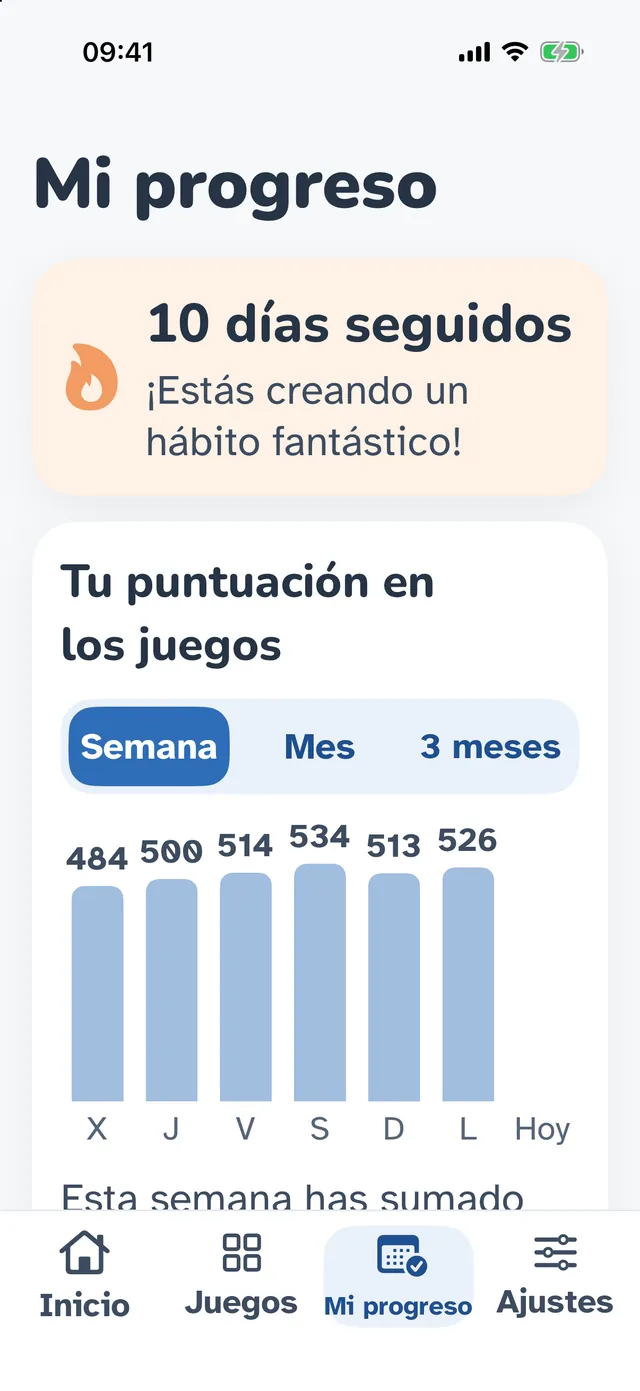 09:41
Mi progreso
10 días seguidos
¡Estás creando un
hábito fantástico!
Tu puntuación en
los juegos
Semana Mes 3 meses
484 500 514 534 513 526
X J V S D L Hoy
Esta semana has sumado
Inicio Juegos Mi progreso Ajustes